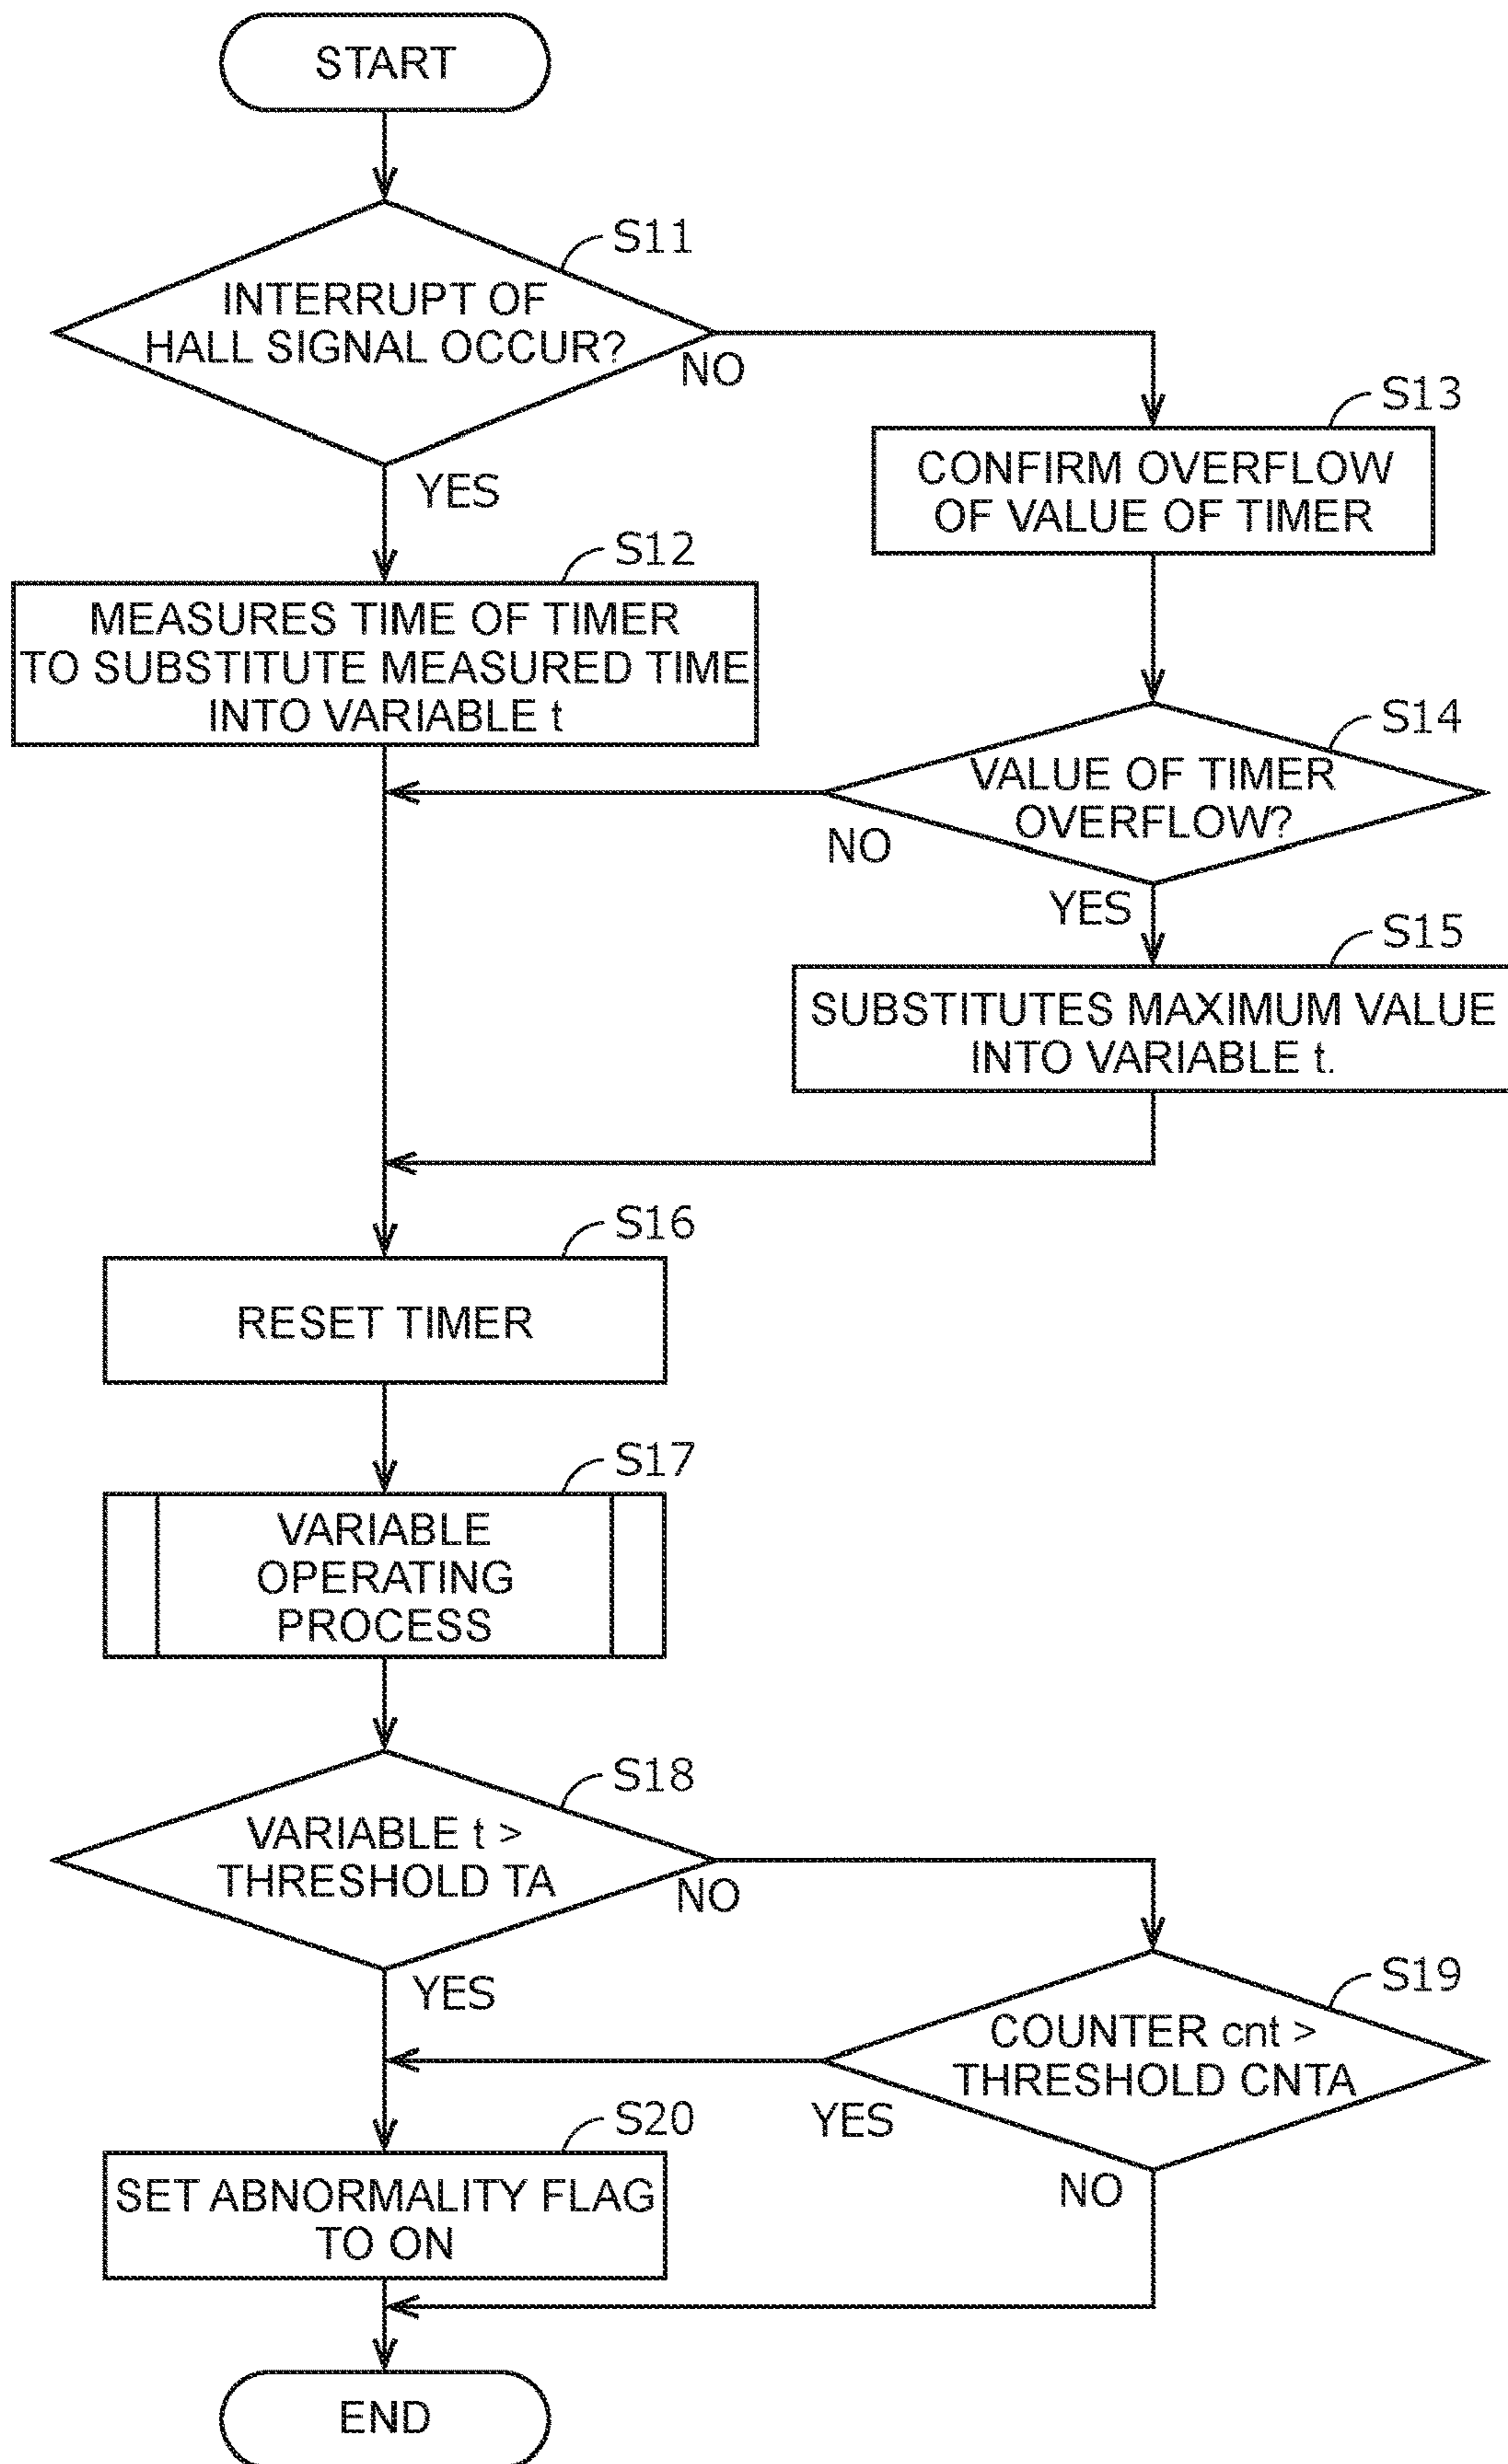 START
S11
INTERRUPT OF
HALL SIGNAL OCCUR?
NO
YES
S13
CONFIRM OVERFLOW
OF VALUE OF TIMER
S12
MEASURES TIME OF TIMER
TO SUBSTITUTE MEASURED TIME
INTO VARIABLE t
S14
VALUE OF TIMER
OVERFLOW?
NO
YES
S15
SUBSTITUTES MAXIMUM VALUE
INTO VARIABLE t.
S16
RESET TIMER
S17
VARIABLE
OPERATING
PROCESS
S18
VARIABLE t >
THRESHOLD TA
NO
YES
S19
COUNTER cnt >
THRESHOLD CNTA
YES
NO
S20
SET ABNORMALITY FLAG
TO ON
END